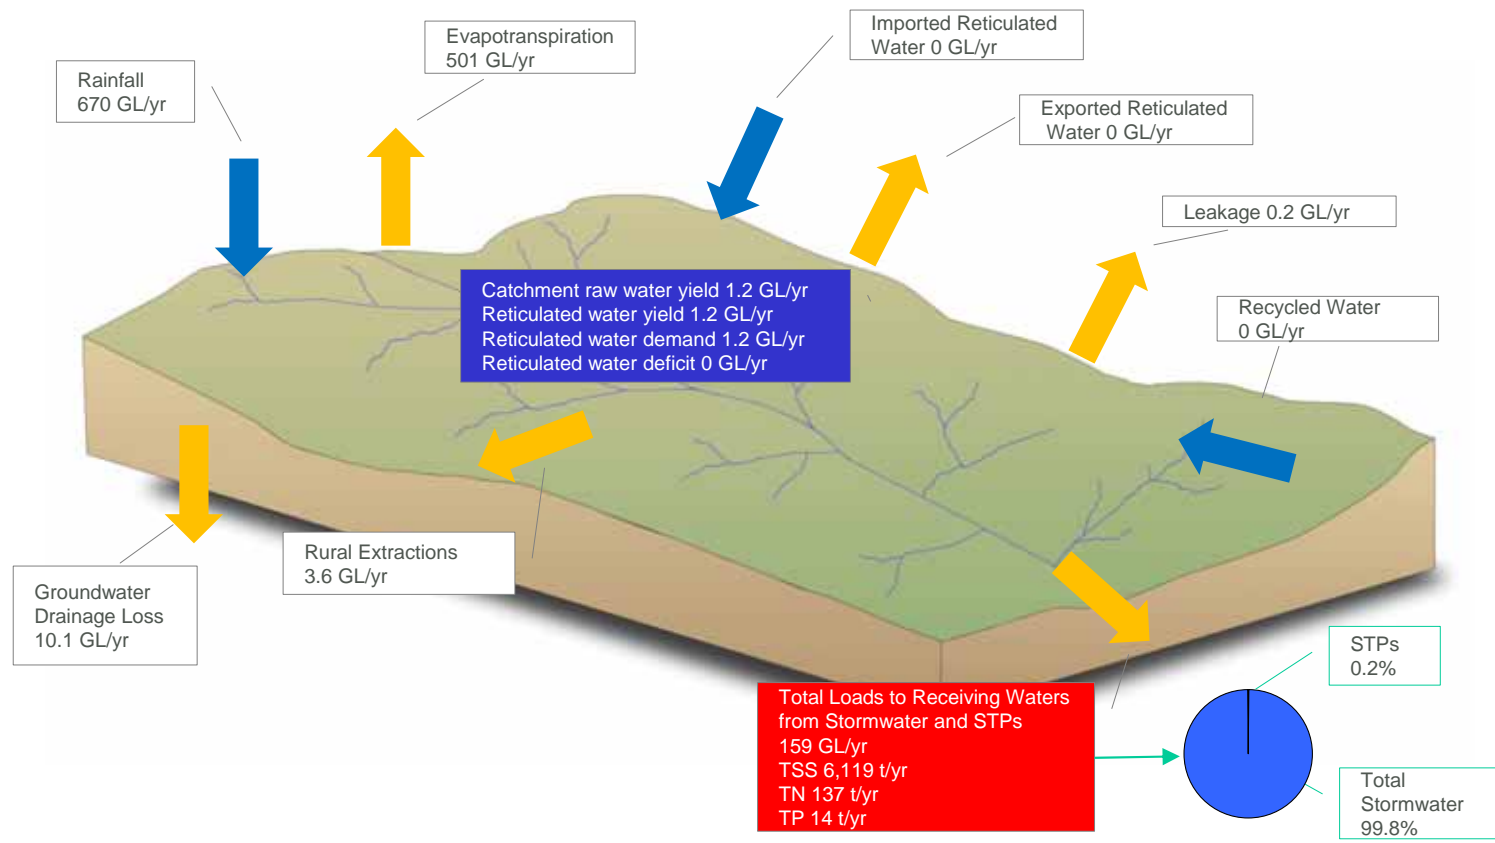 Imported Reticulated
Water 0 GL/yr
Evapotranspiration
501 GL/yr
Rainfall
670 GL/yr
Exported Reticulated
Water 0 GL/yr
Leakage 0.2 GL/yr
Catchment raw water yield 1.2 GL/yr
Reticulated water yield 1.2 GL/yr
Reticulated water demand 1.2 GL/yr
Reticulated water deficit 0 GL/yr
Recycled Water
0 GL/yr
Rural Extractions
3.6 GL/yr
Groundwater
Drainage Loss
10.1 GL/yr
STPs
0.2%
Total Loads to Receiving Waters
from Stormwater and STPs
159 GL/yr
TSS 6,119 t/yr
TN 137 t/yr
TP 14 t/yr
Total
Stormwater
99.8%